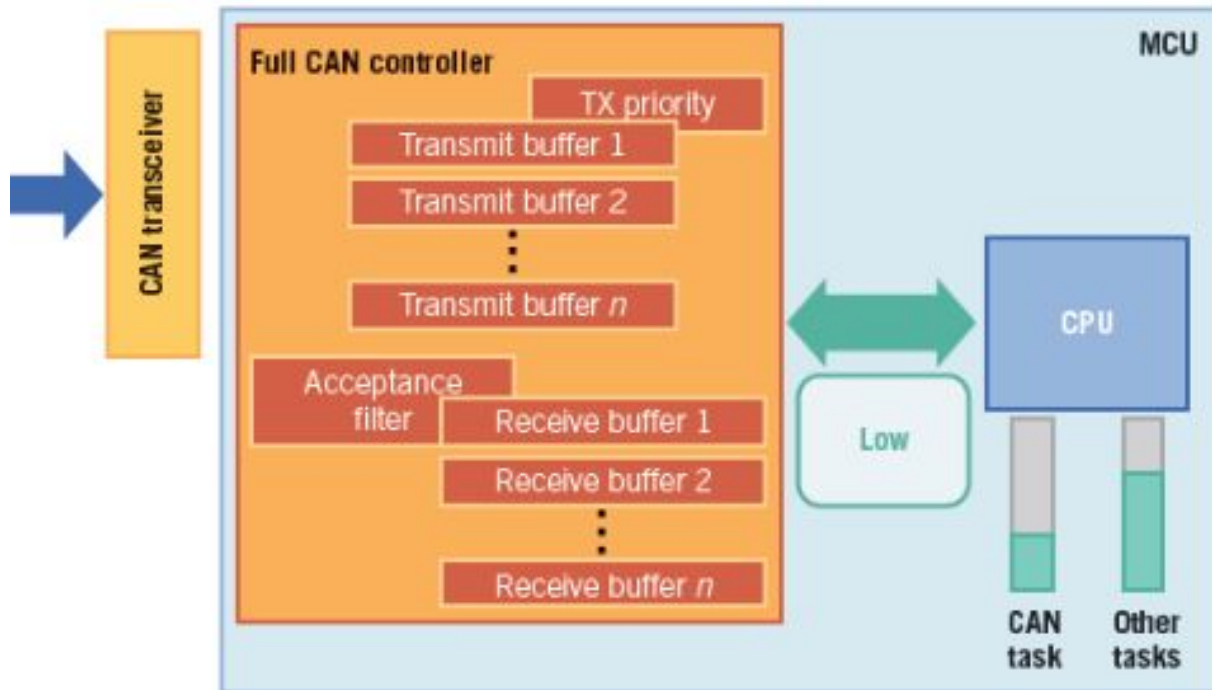 MCU
CAN transceiver
Full CAN controller
TX priority
Transmit buffer 1
Transmit buffer 2
Transmit buffer n
Acceptance
filter
Receive buffer 1
Receive buffer 2
Receive buffer n
Low
CPU
CAN
task
Other
tasks